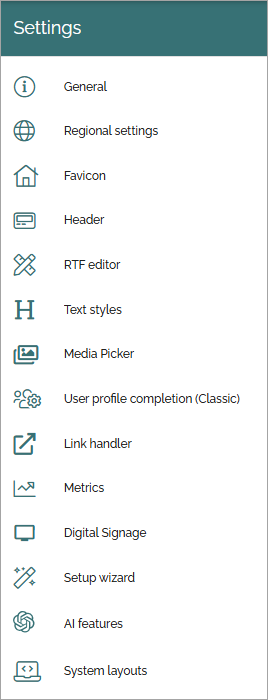 Settings
General
Regional settings
Favicon
Header
RTF editor
Text styles
Media Picker
User profile completion (Classic)
Link handler
Metrics
Digital Signage
Setup wizard
AI features
System layouts